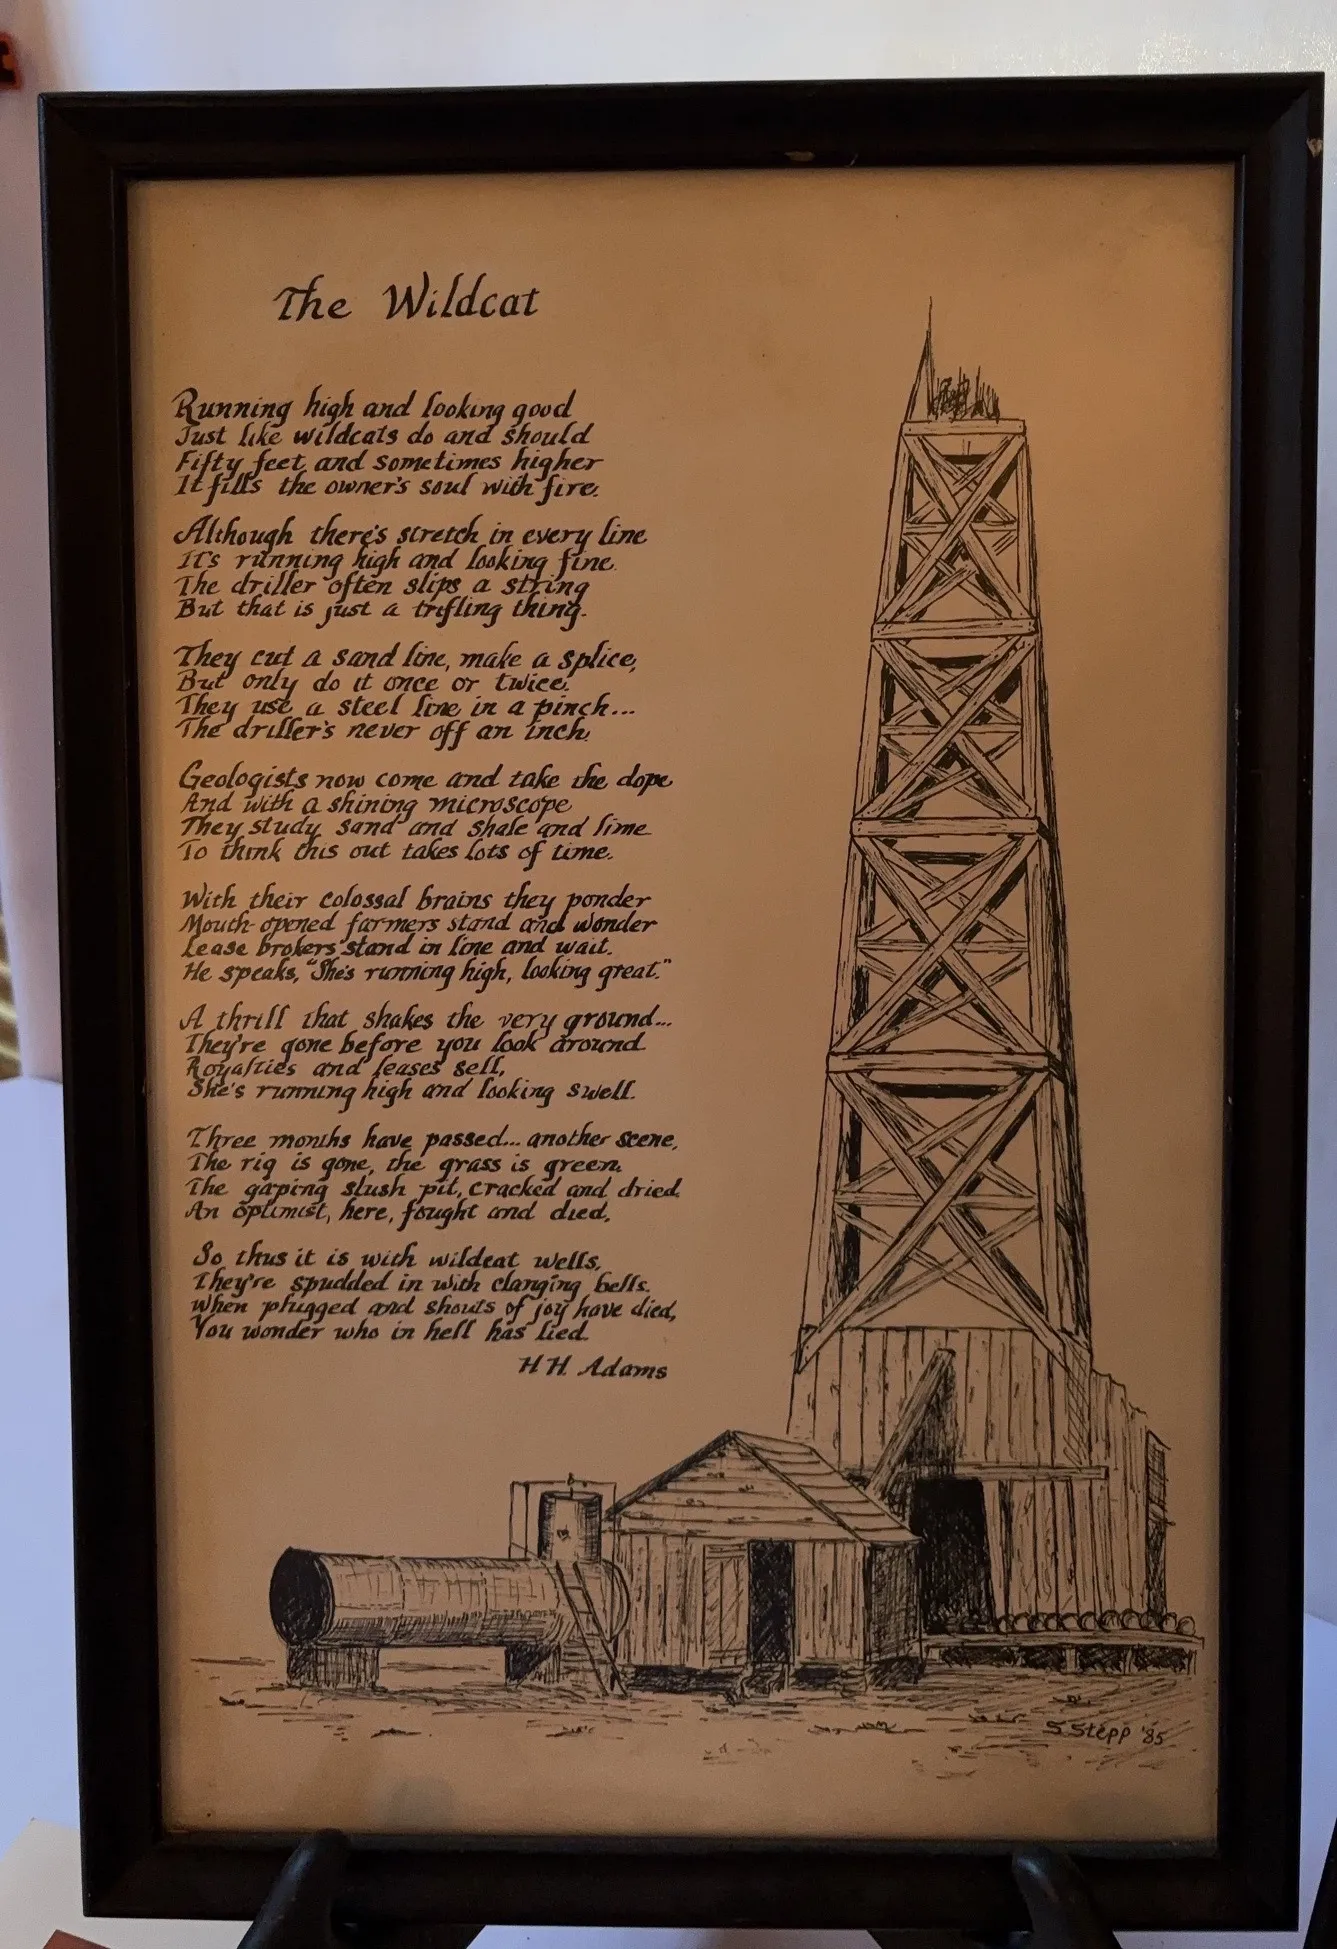 The Wildcat
Running high and looking good
Just like wildcats do and should
Fifty feet and sometimes higher
It fills the owner's soul with fire.
Although there's stretch in every line
It's running high and looking fine.
The driller often slips a string
But that is just a trifling thing.
They cut a sand line, make a splice,
But only do it once or twice.
They use a steel line in a pinch...
The driller's never off an inch.
Geologists now come and take the dope
And with a shining microscope
They study sand and shale and lime
To think this out takes lots of time.
With their colossal brains they ponder
Mouth-opened farmers stand and wonder
Lease brokers stand in line and wait.
He speaks, "She's running high, looking great."
A thrill that shakes the very ground...
They're gone before you look around
Royalties and leases sell,
She's running high and looking swell.
Three months have passed... another scene,
The rig is gone, the grass is green.
The gaping slush pit, cracked and dried.
An optimist, here, fought and died.
So thus it is with wildcat wells,
They're spudded in with clanging bells.
When plugged and shouts of joy have died,
You wonder who in hell has lied.
H.H. Adams
S Stepp '85